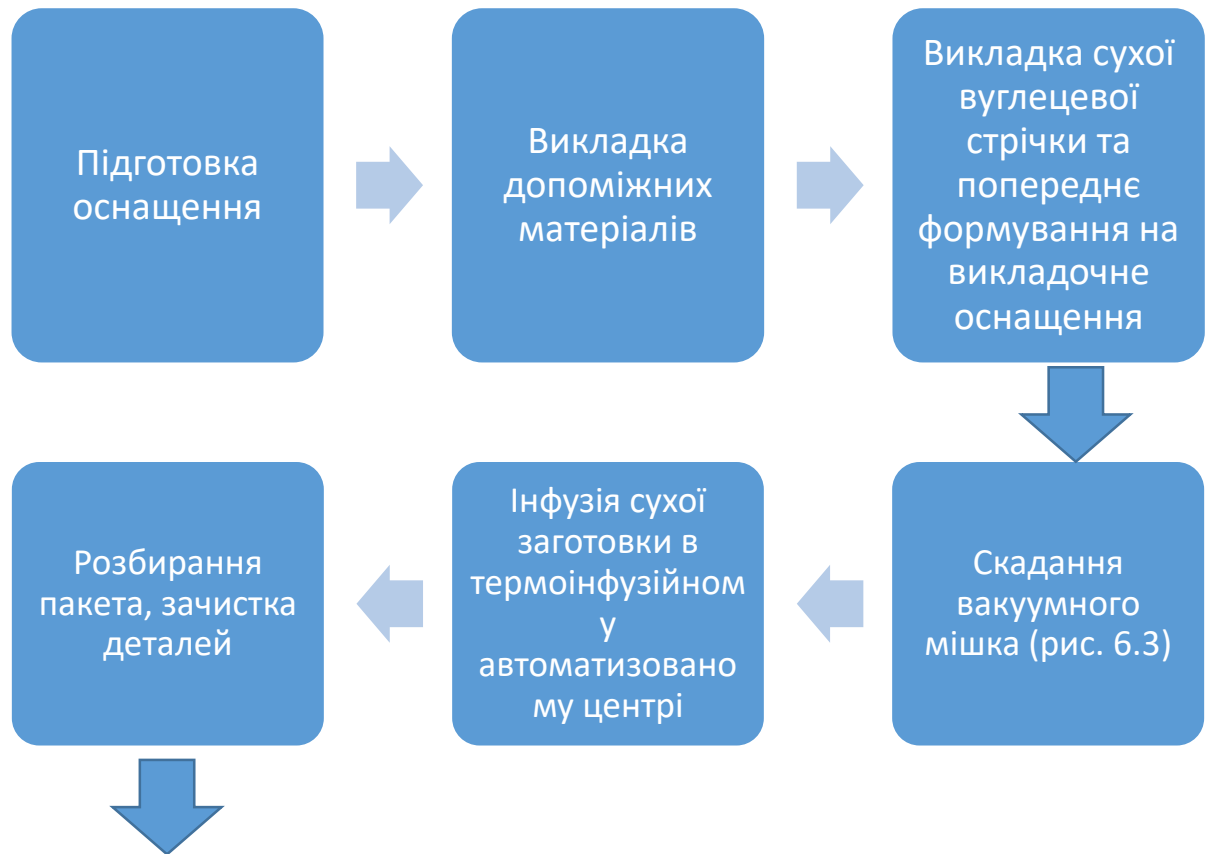 Підготовка
оснащення
Викладка
допоміжних
матеріалів
Викладка сухої
вуглецевої
стрічки та
попереднє
формування на
викладочне
оснащення
Скадання
вакуумного
мішка (рис. 6.3)
Інфузія сухої
заготовки в
термоінфузійном
у
автоматизовано
му центрі
Розбирання
пакета, зачистка
деталей